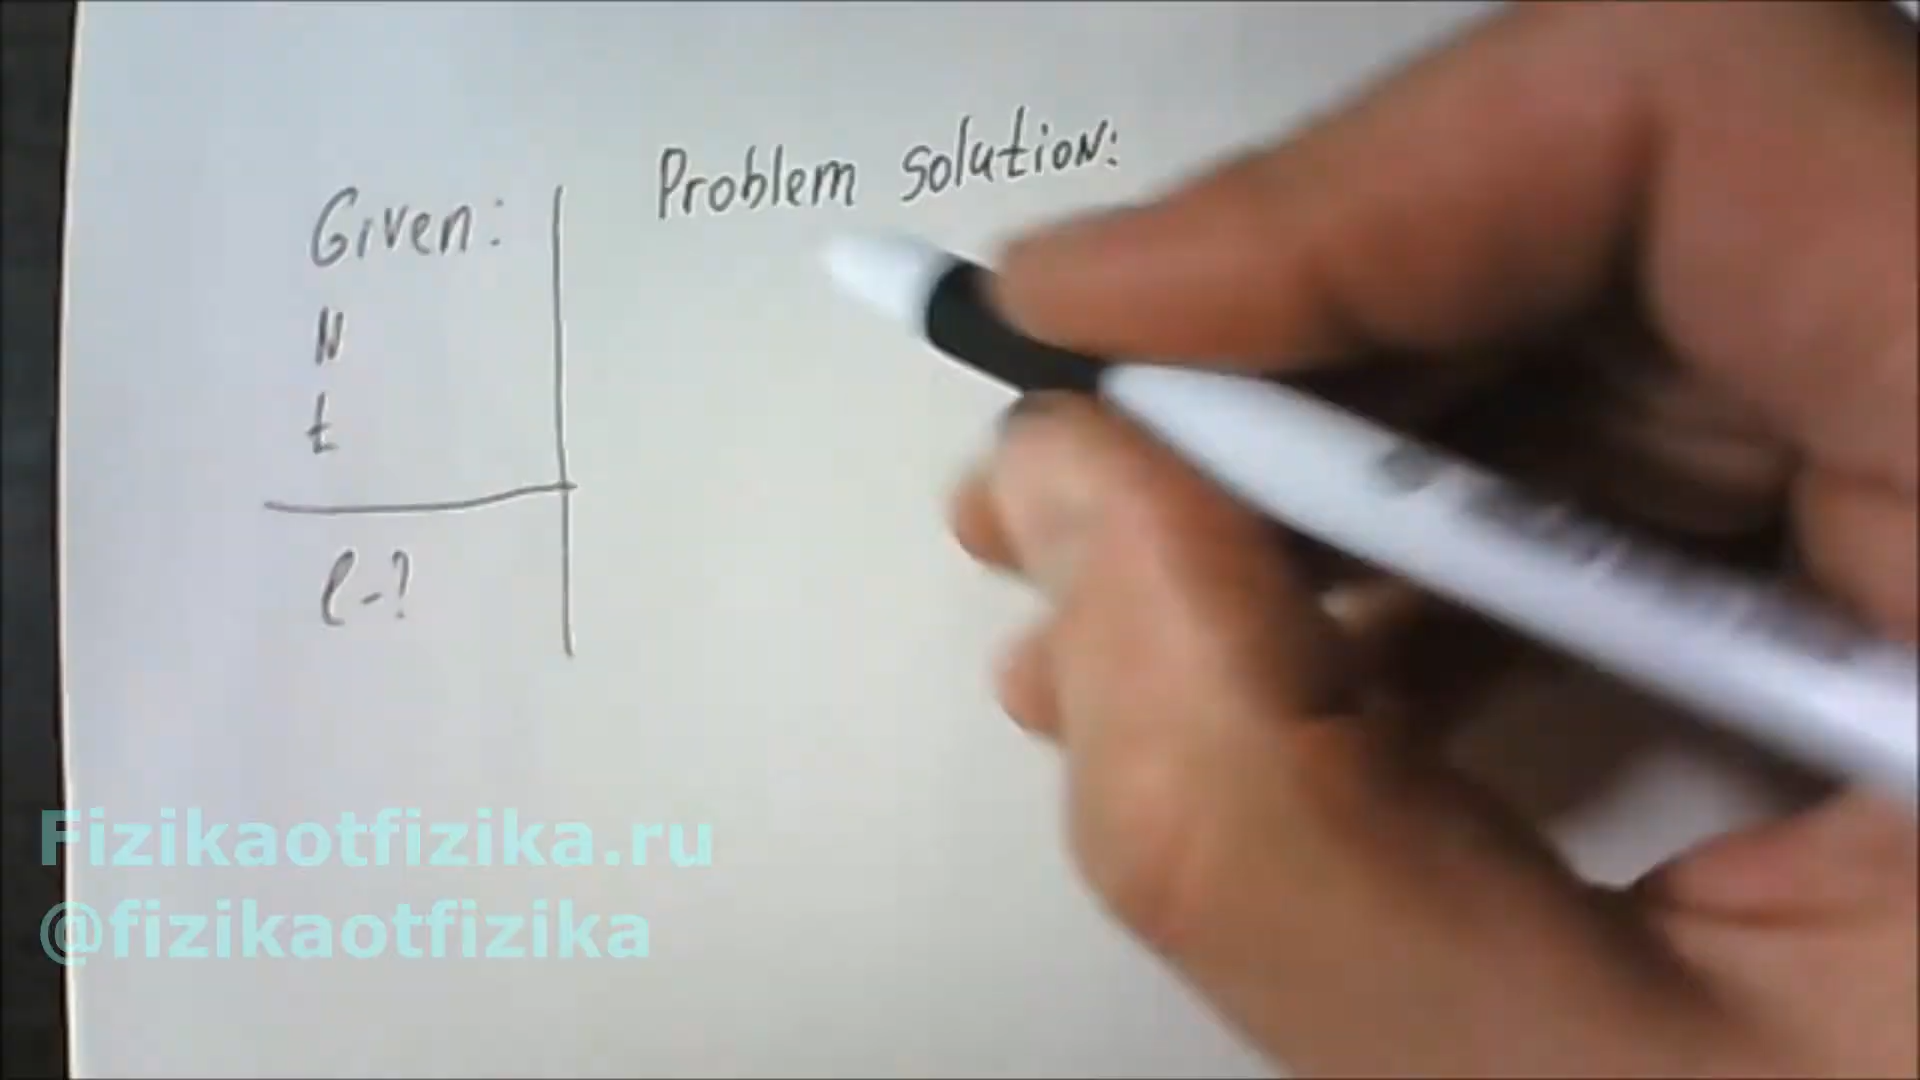 Problem solution:
Given:
N
t
l-?
Fizikaotfizika.ru
@fizikaotfizika